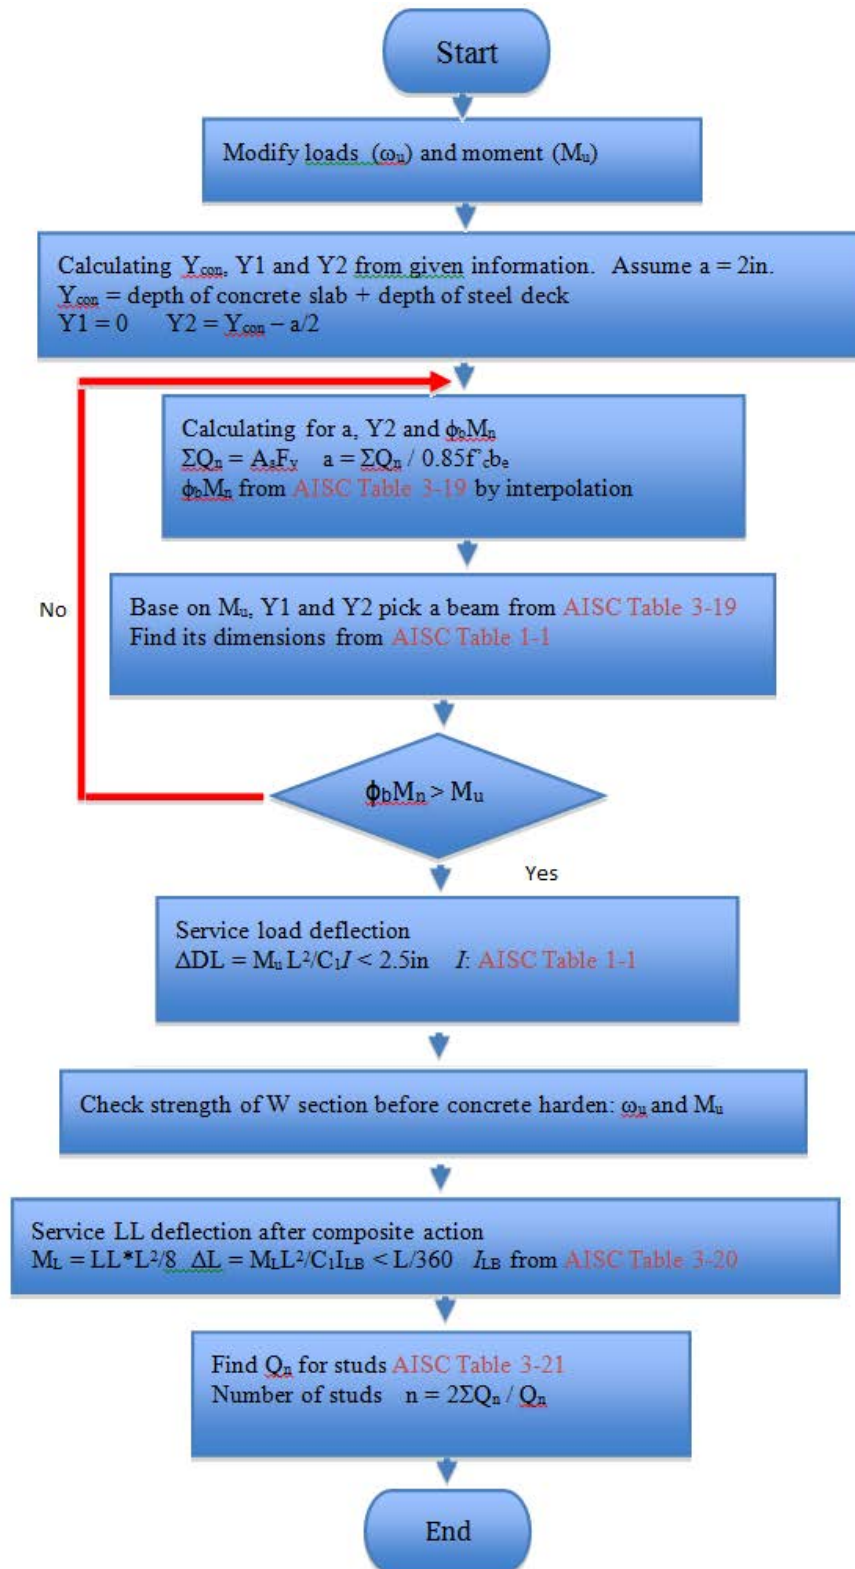 Start
Modify loads (ωu) and moment (Mu)
Calculating Ycon, Y1 and Y2 from given information. Assume a = 2in.
Ycon = depth of concrete slab + depth of steel deck
Y1 = 0 Y2 = Ycon – a/2
Calculating for a, Y2 and ϕbMn
ΣQn = AsFy a = ΣQn / 0.85f'cbe
ϕbMn from AISC Table 3-19 by interpolation
No
Base on Mu, Y1 and Y2 pick a beam from AISC Table 3-19
Find its dimensions from AISC Table 1-1
ϕbMn > Mu
Yes
Service load deflection
ΔDL = Mu L²/C1I < 2.5in I: AISC Table 1-1
Check strength of W section before concrete harden: ωu and Mu
Service LL deflection after composite action
ML = LL*L²/8 ΔL = MLL²/C1ILB < L/360 ILB from AISC Table 3-20
Find Qn for studs AISC Table 3-21
Number of studs n = 2ΣQn / Qn
End